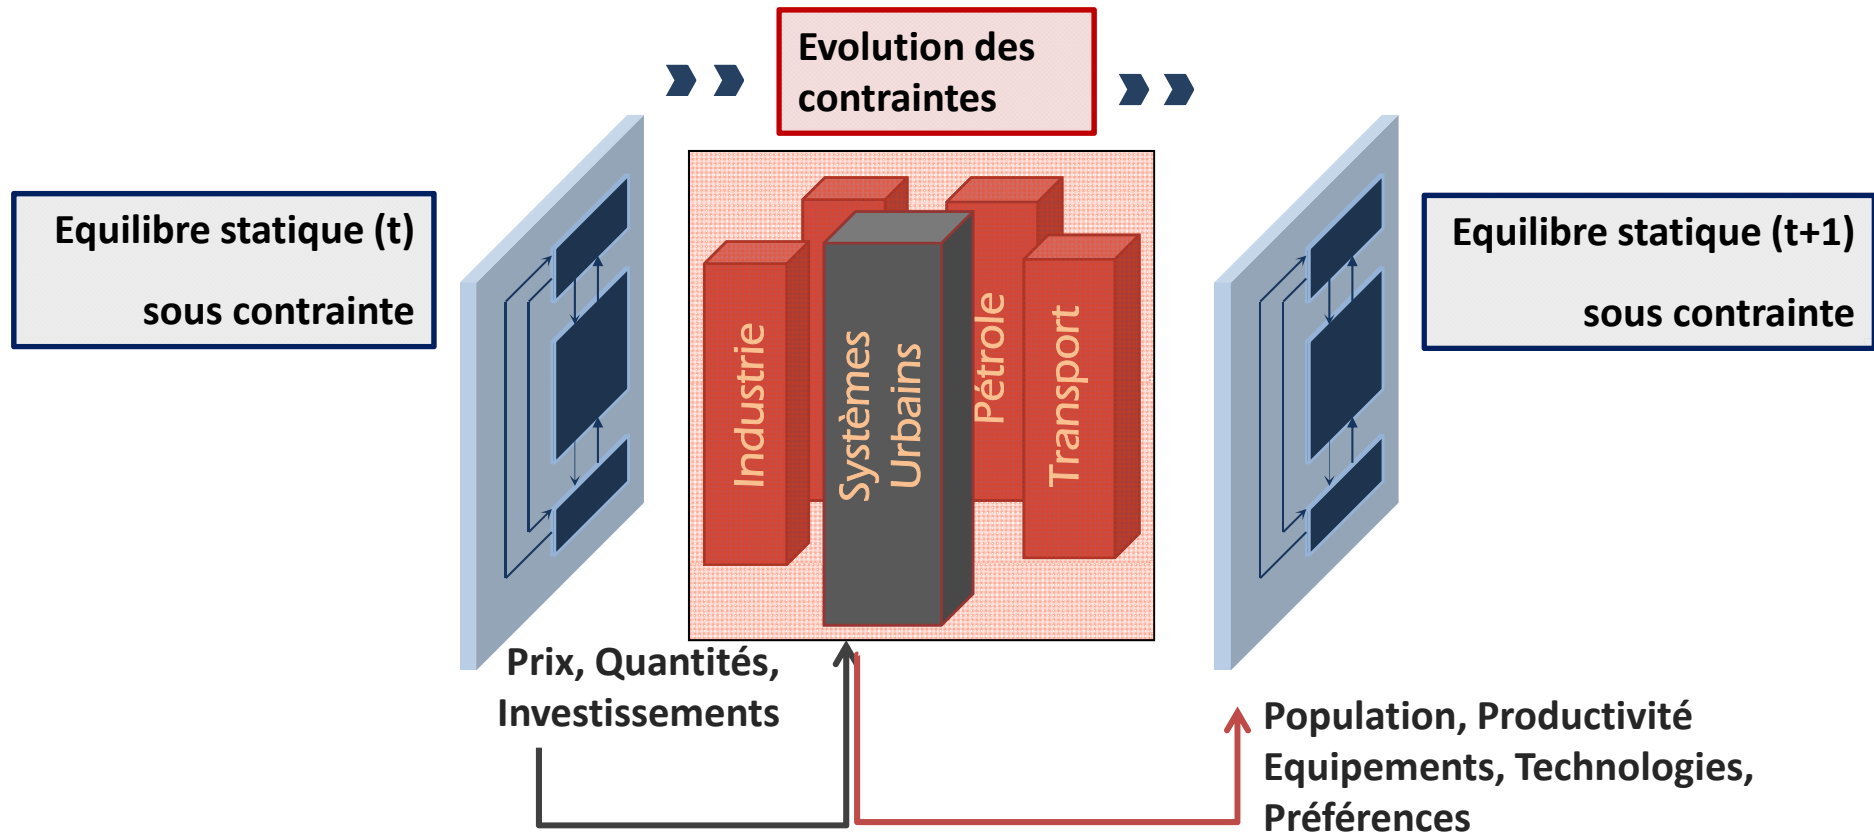 Evolution des
contraintes
Equilibre statique (t)
sous contrainte
Industrie
Systèmes
Urbains
Pétrole
Transport
Equilibre statique (t+1)
sous contrainte
Prix, Quantités,
Investissements
Population, Productivité
Equipements, Technologies,
Préférences